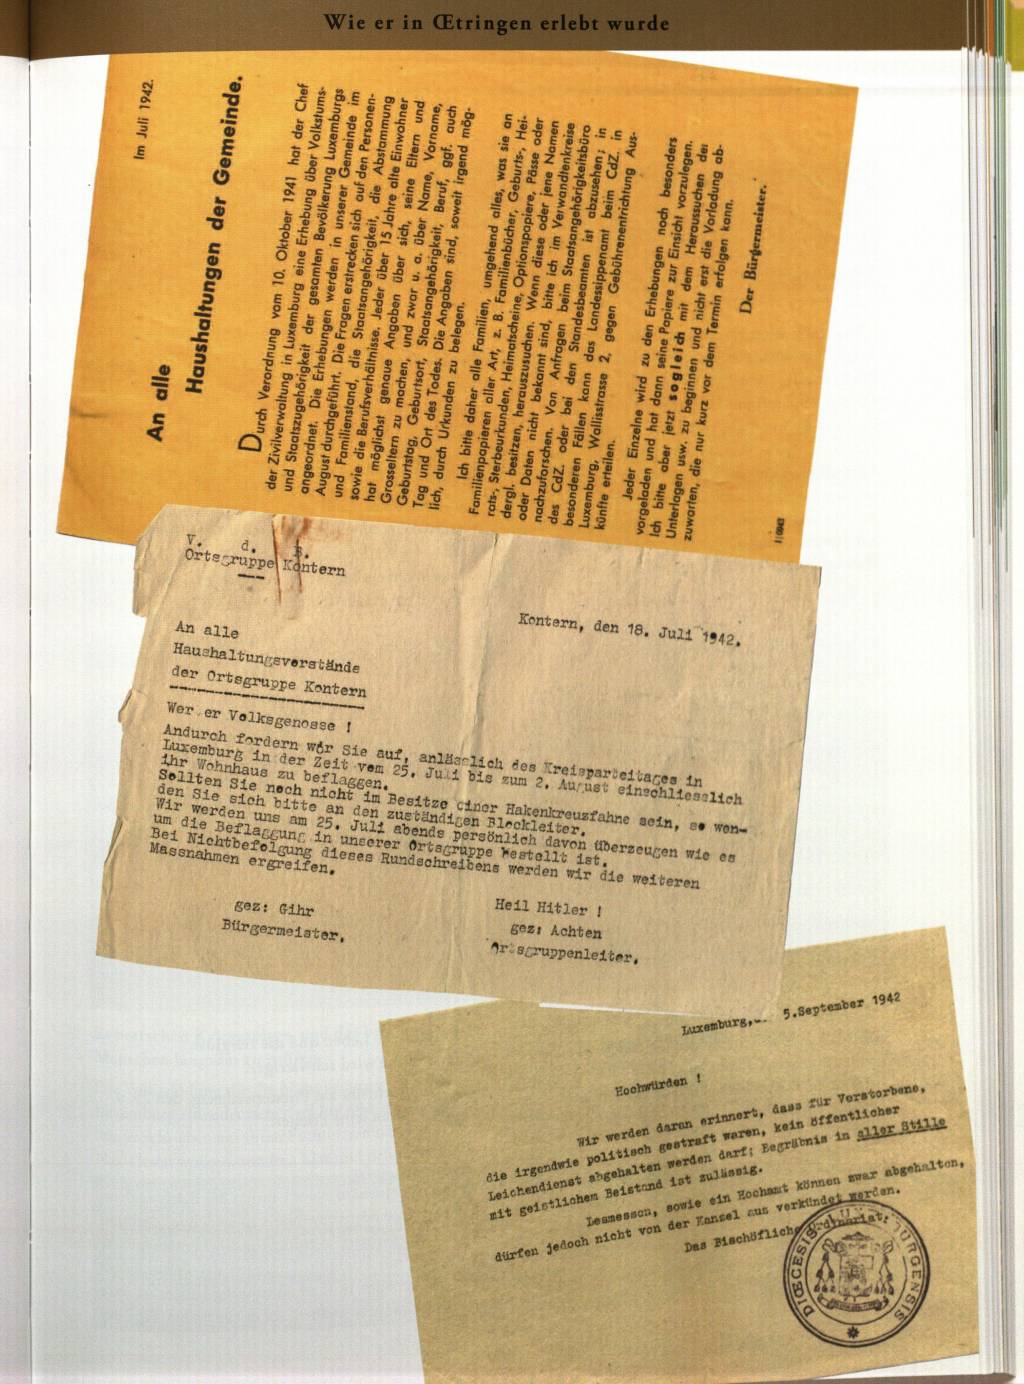 Wie er in Œtringen erlebt wurde
Im Juli 1942.
An alle
Haushaltungen der Gemeinde.
Durch Verordnung vom 10. Oktober 1941 hat der Chef
der Zivilverwaltung in Luxemburg eine Erhebung über Volkstums-
und Staatszugehörigkeit der gesamten Bevölkerung Luxemburgs
angeordnet. Die Erhebungen werden in unserer Gemeinde im
August durchgeführt. Die Fragen erstrecken sich auf den Personen-
und Familienstand, die Staatsangehörigkeit, die Abstammung
sowie die Berufsverhältnisse. Jeder über 15 Jahre alte Einwohner
hat möglichst genaue Angaben über sich, seine Eltern und
Grosseltern zu machen, und zwar u. a. über Name, Vorname,
Geburtstag, Geburtsort, Staatsangehörigkeit, Beruf, ggf. auch
Tag und Ort des Todes. Die Angaben sind, soweit irgend mög-
lich, durch Urkunden zu belegen.
Ich bitte daher alle Familien, umgehend alles, was sie an
Familienpapieren aller Art, z. B. Familienbücher, Geburts-, Hei-
rats-, Sterbeurkunden, Heimatscheine, Optionspapiere, Pässe oder
dergl. besitzen, herauszusuchen. Wenn diese oder jene Namen
oder Daten nicht bekannt sind, bitte ich im Verwandtenkreise
nachzuforschen. Von Anfragen beim Staatsangehörigkeitsbüro
des CdZ. oder bei den Standesbeamten ist abzusehen; in
besonderen Fällen kann das Landessippenamt beim CdZ. in
Luxemburg, Wallisstrasse 2, gegen Gebührenentrichtung Aus-
künfte erteilen.
Jeder Einzelne wird zu den Erhebungen noch besonders
vorgeladen und hat dann seine Papiere zur Einsicht vorzulegen.
Ich bitte aber jetzt sogleich mit dem Heraussuchen der
Unterlagen usw. zu beginnen und nicht erst die Vorladung ab-
zuwarten, die nur kurz vor dem Termin erfolgen kann.
Der Bürgermeister.
V. d. B.
Ortsgruppe Kontern
Kontern, den 18. Juli 1942.
An alle
Haushaltungsverstände
der Ortsgruppe Kontern
Wer er Volksgenosse !
Andurch fordern wir Sie auf, anlässlich des Kreisparteitages in
Luxemburg in der Zeit vom 25. Juli bis zum 2. August einschliesslich
ihr Wohnhaus zu beflaggen.
Sollten Sie noch nicht im Besitze einer Hakenkreuzfahne sein, so wen-
den Sie sich bitte an den zuständigen Blockleiter.
Wir werden uns am 25. Juli abends persönlich davon überzeugen wie es
um die Beflaggung in unserer Ortsgruppe bestellt ist.
Bei Nichtbefolgung dieses Rundschreibens werden wir die weiteren
Massnahmen ergreifen.
gez: Gihr
Bürgermeister.
Heil Hitler !
gez: Achten
Ortsgruppenleiter.
Luxemburg, 5.September 1942
Hochwürden !
Wir werden daran erinnert, dass für Verstorbene,
die irgendwie politisch gestraft waren, kein öffentlicher
Leichendienst abgehalten werden darf; Begräbnis in aller Stille
mit geistlichem Beistand ist zulässig.
Lesmessen, sowie ein Hochamt können zwar abgehalten,
dürfen jedoch nicht von der Kanzel aus verkündet werden.
Das Bischöfliche Ordinariat: